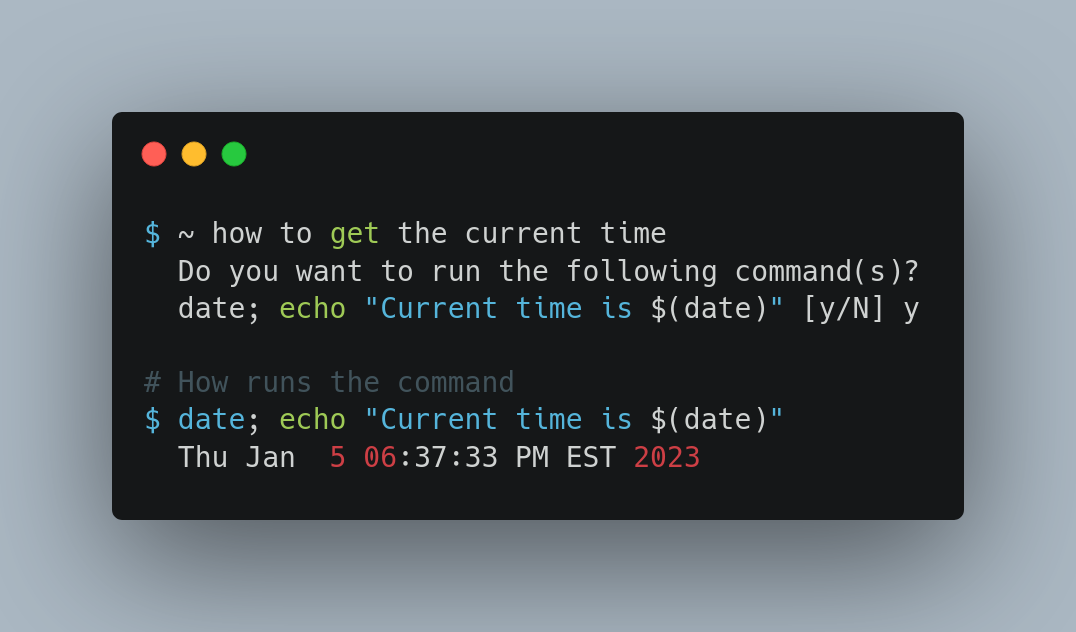 $ ~ how to get the current time
Do you want to run the following command(s)?
date; echo "Current time is $(date)" [y/N] y
# How runs the command
$ date; echo "Current time is $(date)"
Thu Jan  5 06:37:33 PM EST 2023